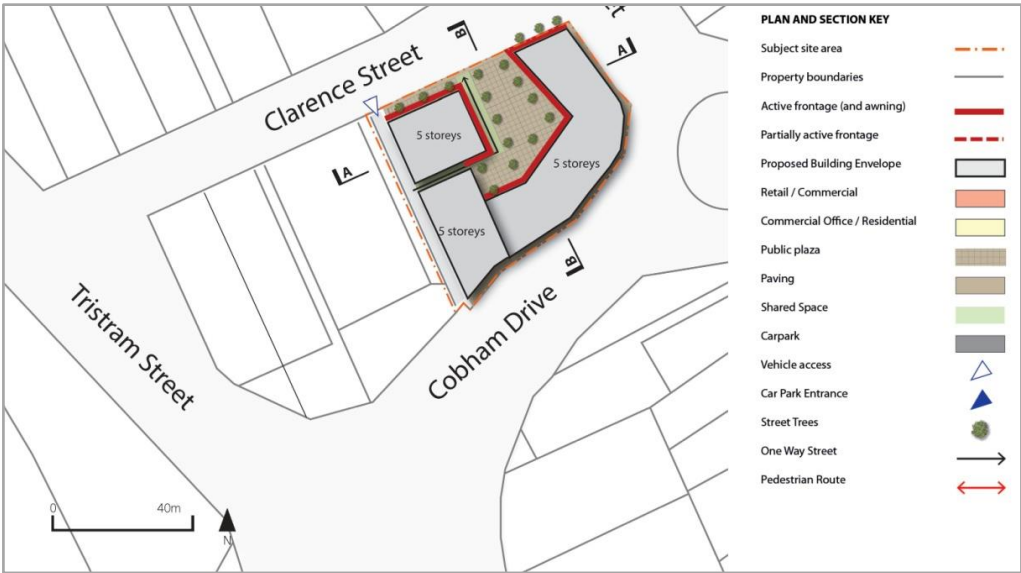 Clarence Street
B
A
5 storeys
5 storeys
A
5 storeys
B
Tristram Street
Cobham Drive
0
40m
N
PLAN AND SECTION KEY
Subject site area
Property boundaries
Active frontage (and awning)
Partially active frontage
Proposed Building Envelope
Retail / Commercial
Commercial Office / Residential
Public plaza
Paving
Shared Space
Carpark
Vehicle access
Car Park Entrance
Street Trees
One Way Street
Pedestrian Route